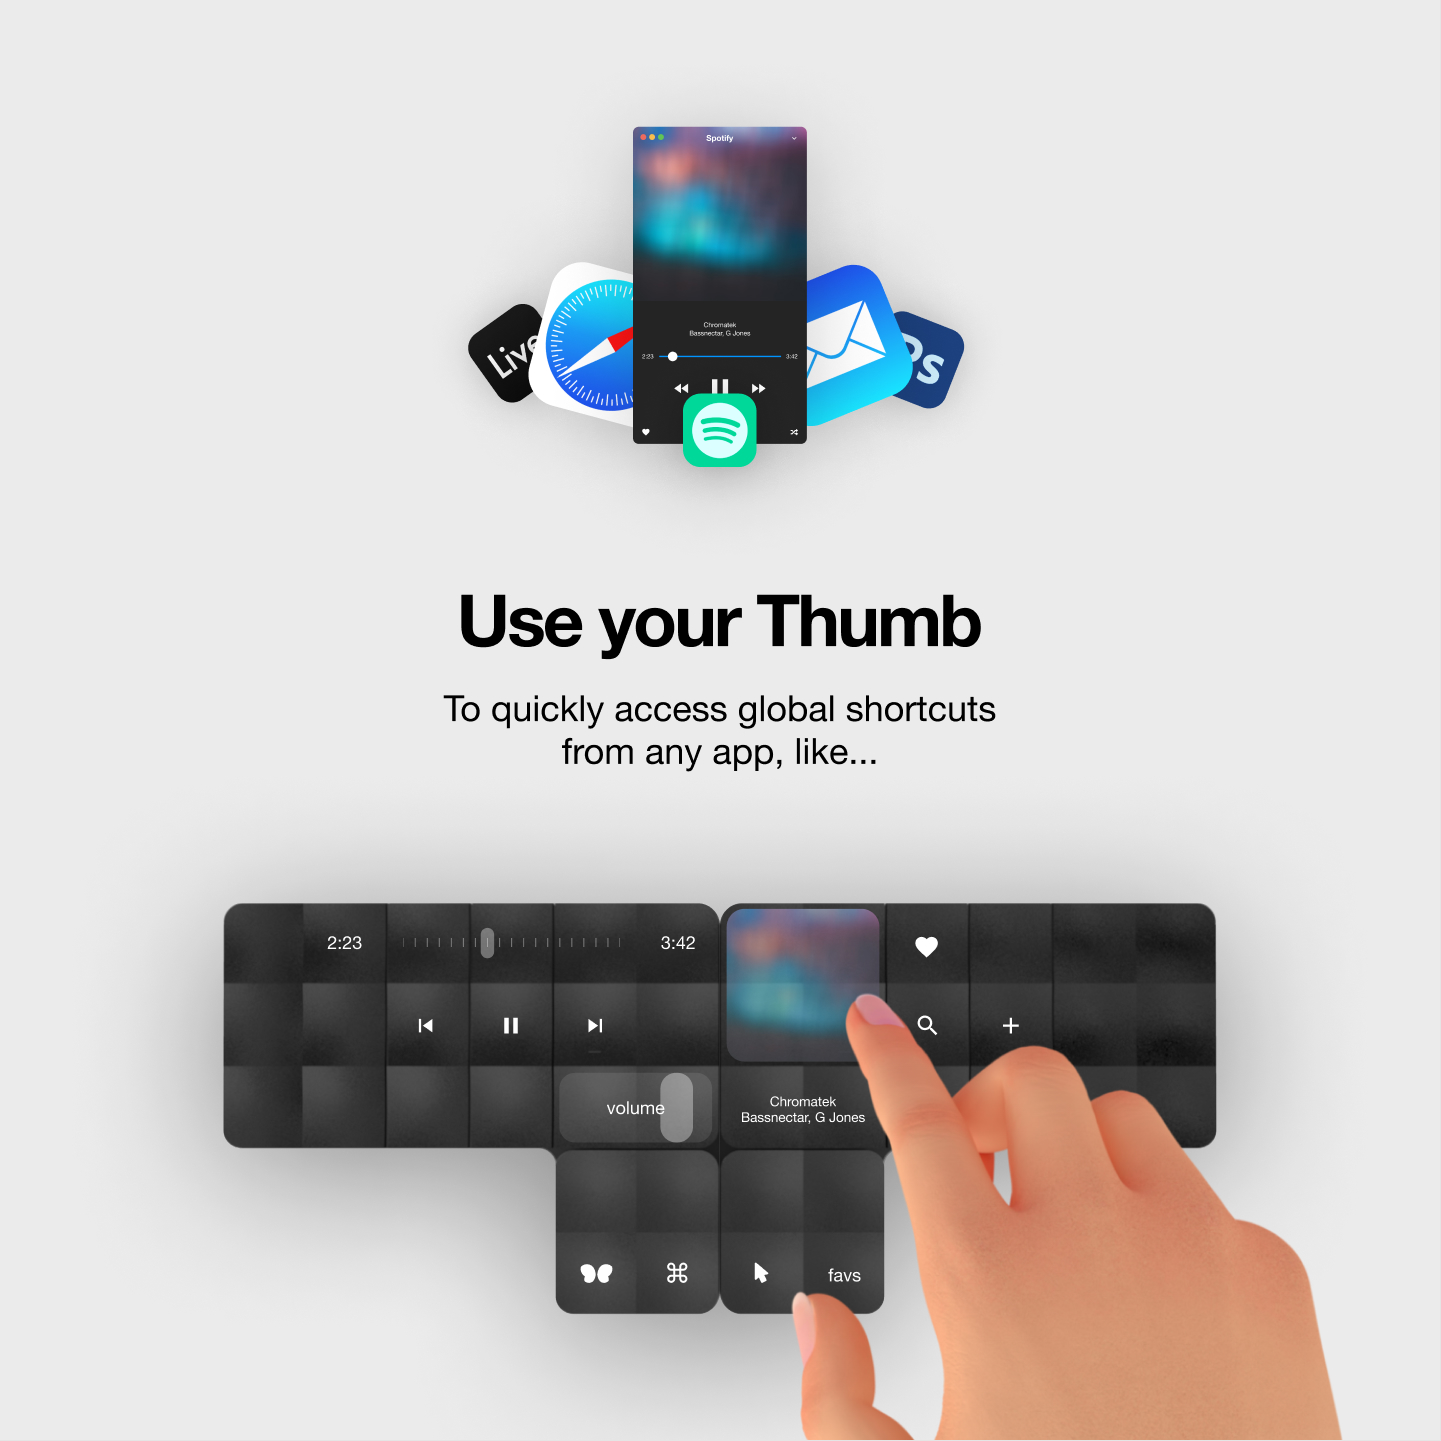 Spotify
Chromatek
Bassnectar, G Jones
2:23
3:42
Live
Ps
Use your Thumb
To quickly access global shortcuts
from any app, like...
2:23
3:42
volume
Chromatek
Bassnectar, G Jones
favs